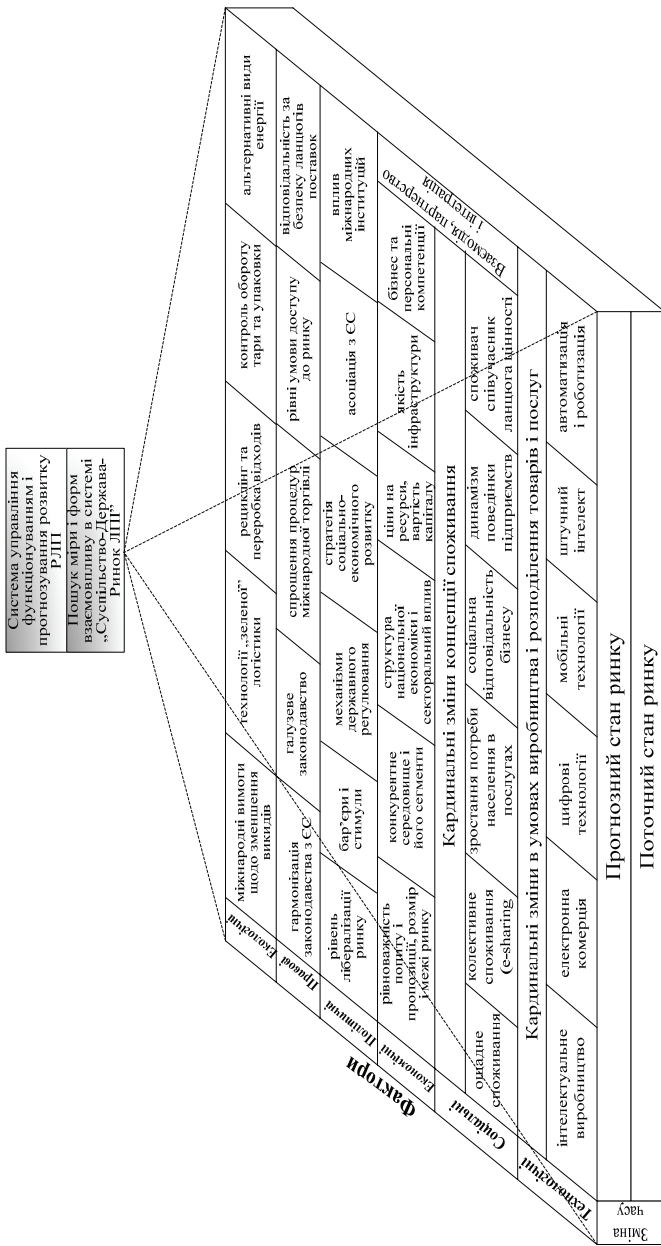 Система управління
функціонуванням і
прогнозування розвитку
РЛП
Пошук міри і форм
взаємовпливу в системі
„Суспільство-Держава-
Ринок ЛПП”
Фактори
Екологічні
міжнародні вимоги
щодо зменшення
викидів
технології „зеленої”
логістики
рециклінг та
переробка відходів
контроль обороту
тари та упаковки
альтернативні види
енергії
Правові
гармонізація
законодавства з ЄС
галузеве
законодавство
спрощення процедур
міжнародної торгівлі
рівні умови доступу
до ринку
відповідальність за
безпеку ланцюгів
поставок
Політичні
рівень
лібералізації
ринку
бар’єри і
стимули
механізми
державного
регулювання
стратегія
соціально-
економічного
розвитку
асоціація з ЄС
вплив
міжнародних
інституцій
Економічні
рівноважність
попиту і
пропозиції, розмір
і межі ринку
конкурентне
середовище і
його сегменти
структура
національної
економіки і
секторальний вплив
ціни на
ресурси,
вартість
капіталу
якість
інфраструктури
бізнес та
персональні
компетенції
Взаємодія, партнерство
і інтеграція
Соціальні
Кардинальні зміни концепції споживання
ощадне
споживання
колективне
споживання
(e-sharing)
зростання потреби
населення в
послугах
соціальна
відповідальність
бізнесу
динамізм
поведінки
підприємств
споживач
співучасник
ланцюга цінності
Технологічні
Кардинальні зміни в умовах виробництва і розподілення товарів і послуг
інтелектуальне
виробництво
електронна
комерція
цифрові
технології
мобільні
технології
штучний
інтелект
автоматизація
і роботизація
Зміна
часу
Прогнозний стан ринку
Поточний стан ринку